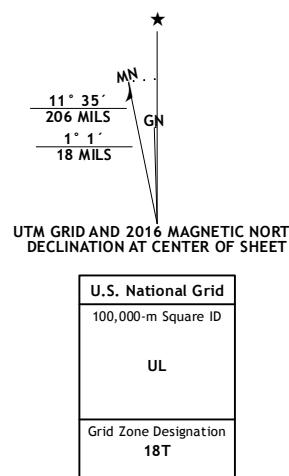 ★
MN
11° 35´
206 MILS
GN
1° 1´
18 MILS
UTM GRID AND 2016 MAGNETIC NORT
DECLINATION AT CENTER OF SHEET
U.S. National Grid
100,000-m Square ID
UL
Grid Zone Designation
18T